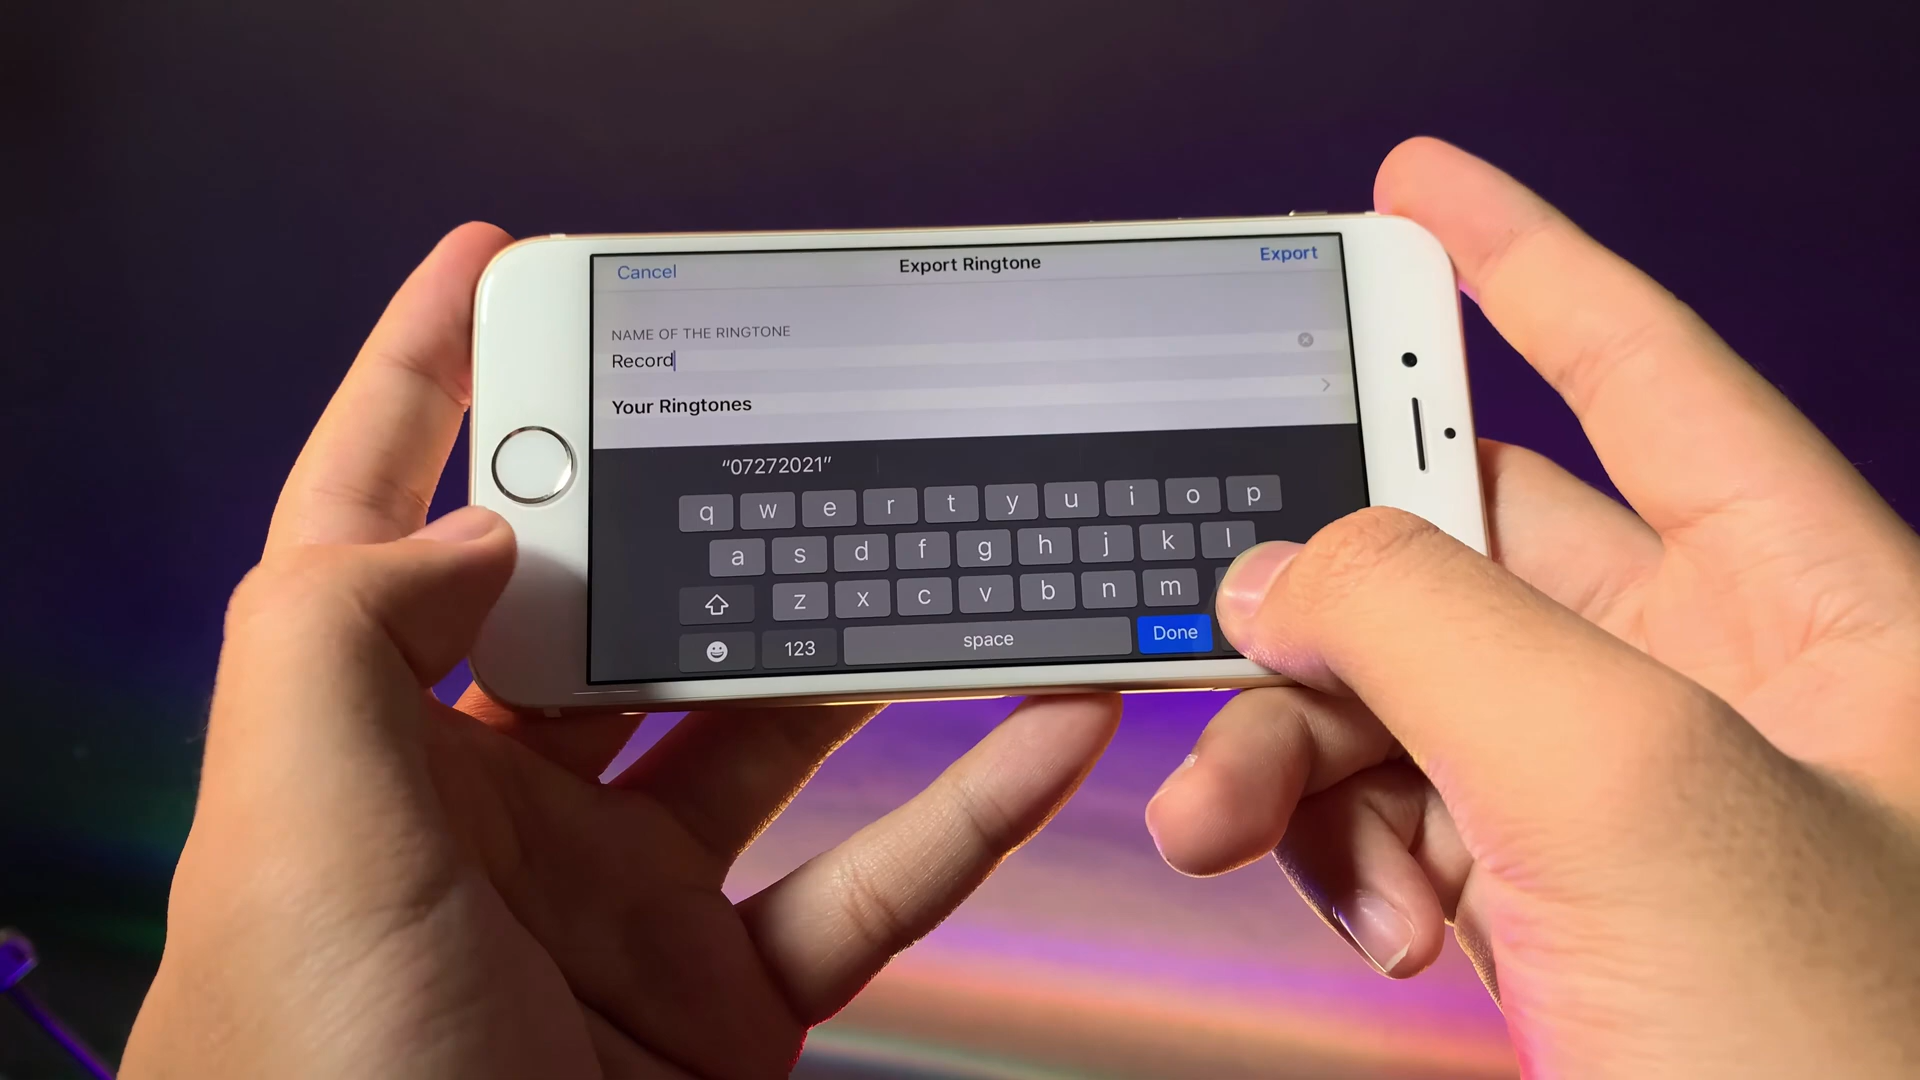 Cancel Export Ringtone Export
NAME OF THE RINGTONE
Record
Your Ringtones
“07272021”
q w e r t y u i o p
a s d f g h j k l
z x c v b n m
123 space Done